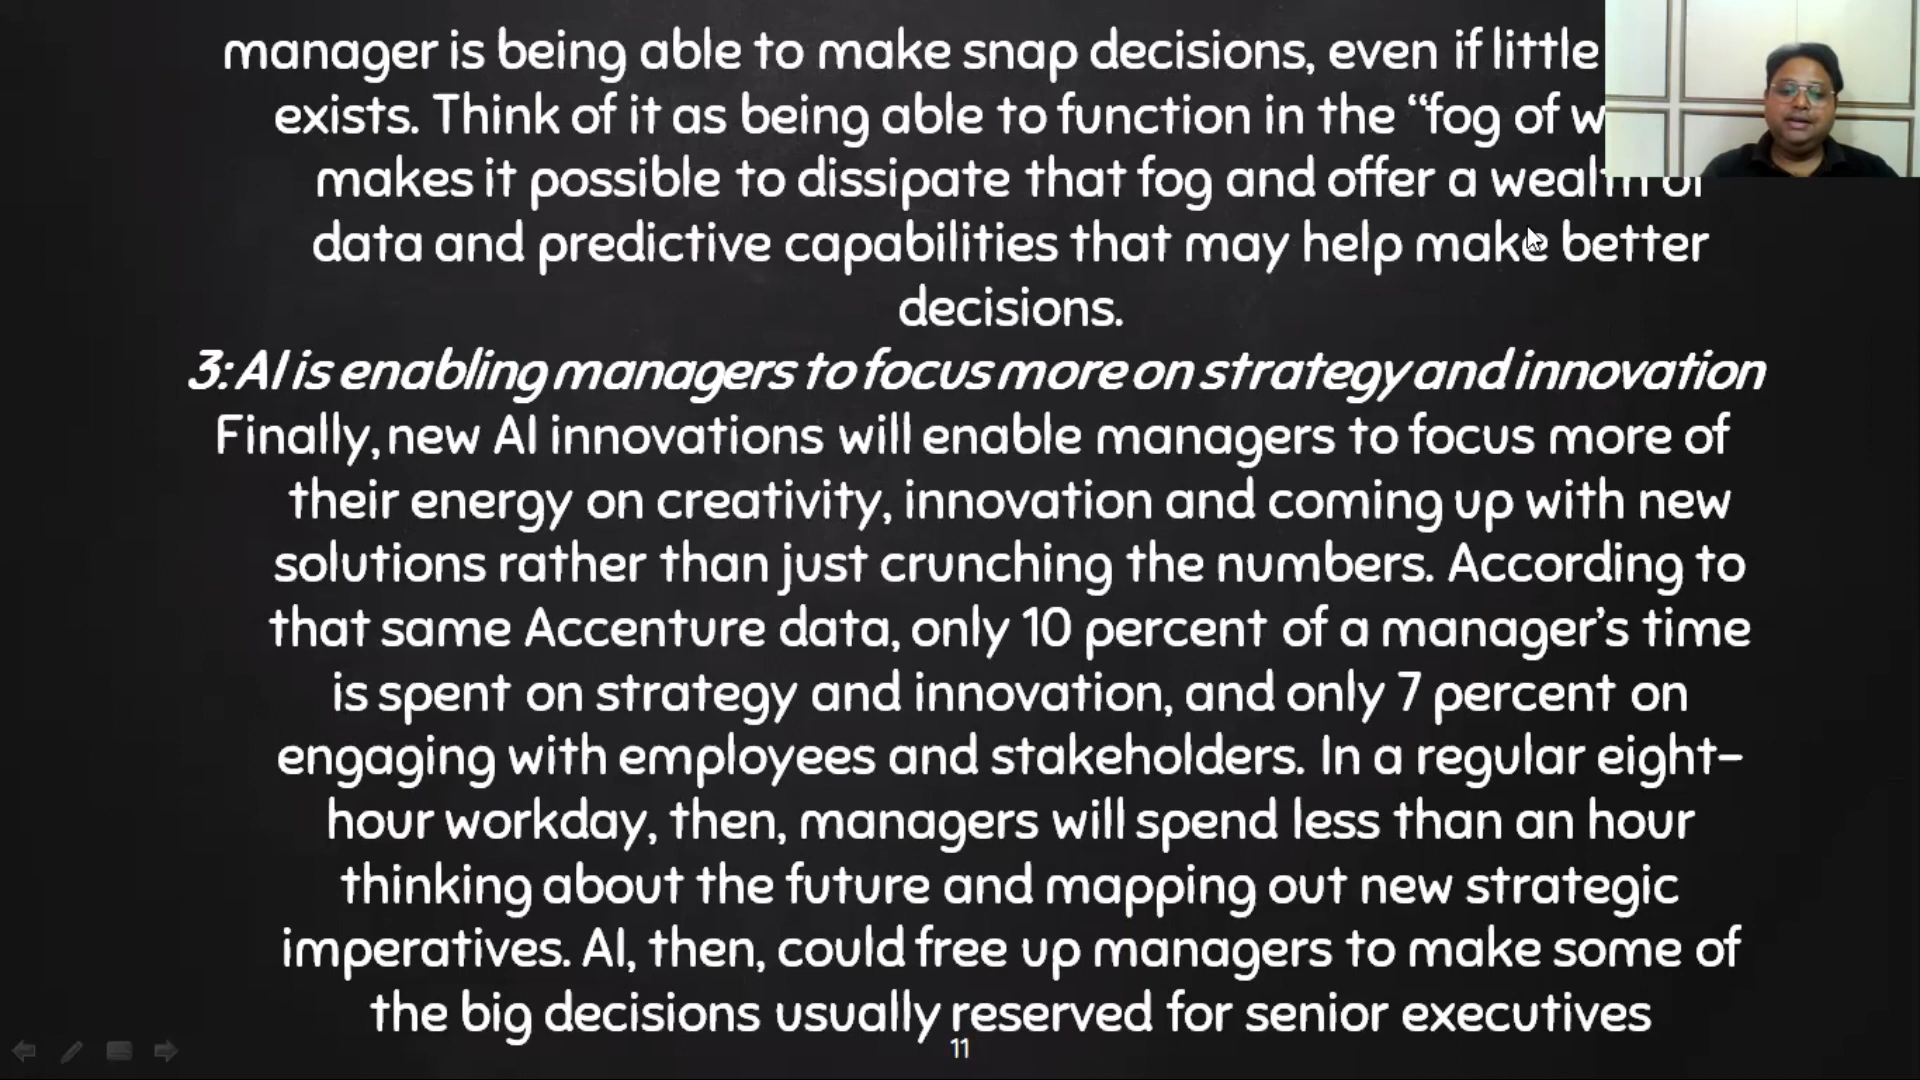 manager is being able to make snap decisions, even if little
exists. Think of it as being able to function in the “fog of
makes it possible to dissipate that fog and offer a wealth of
data and predictive capabilities that may help make better
decisions.
3: AI is enabling managers to focus more on strategy and innovation
Finally, new AI innovations will enable managers to focus more of
their energy on creativity, innovation and coming up with new
solutions rather than just crunching the numbers. According to
that same Accenture data, only 10 percent of a manager’s time
is spent on strategy and innovation, and only 7 percent on
engaging with employees and stakeholders. In a regular eight-
hour workday, then, managers will spend less than an hour
thinking about the future and mapping out new strategic
imperatives. AI, then, could free up managers to make some of
the big decisions usually reserved for senior executives
11